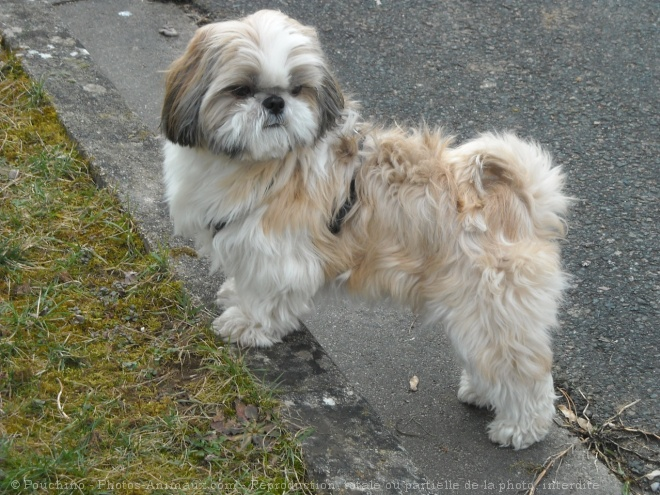 © Pouchino - Photos-Animaux.com - Reproduction totale ou partielle de la photo interdite